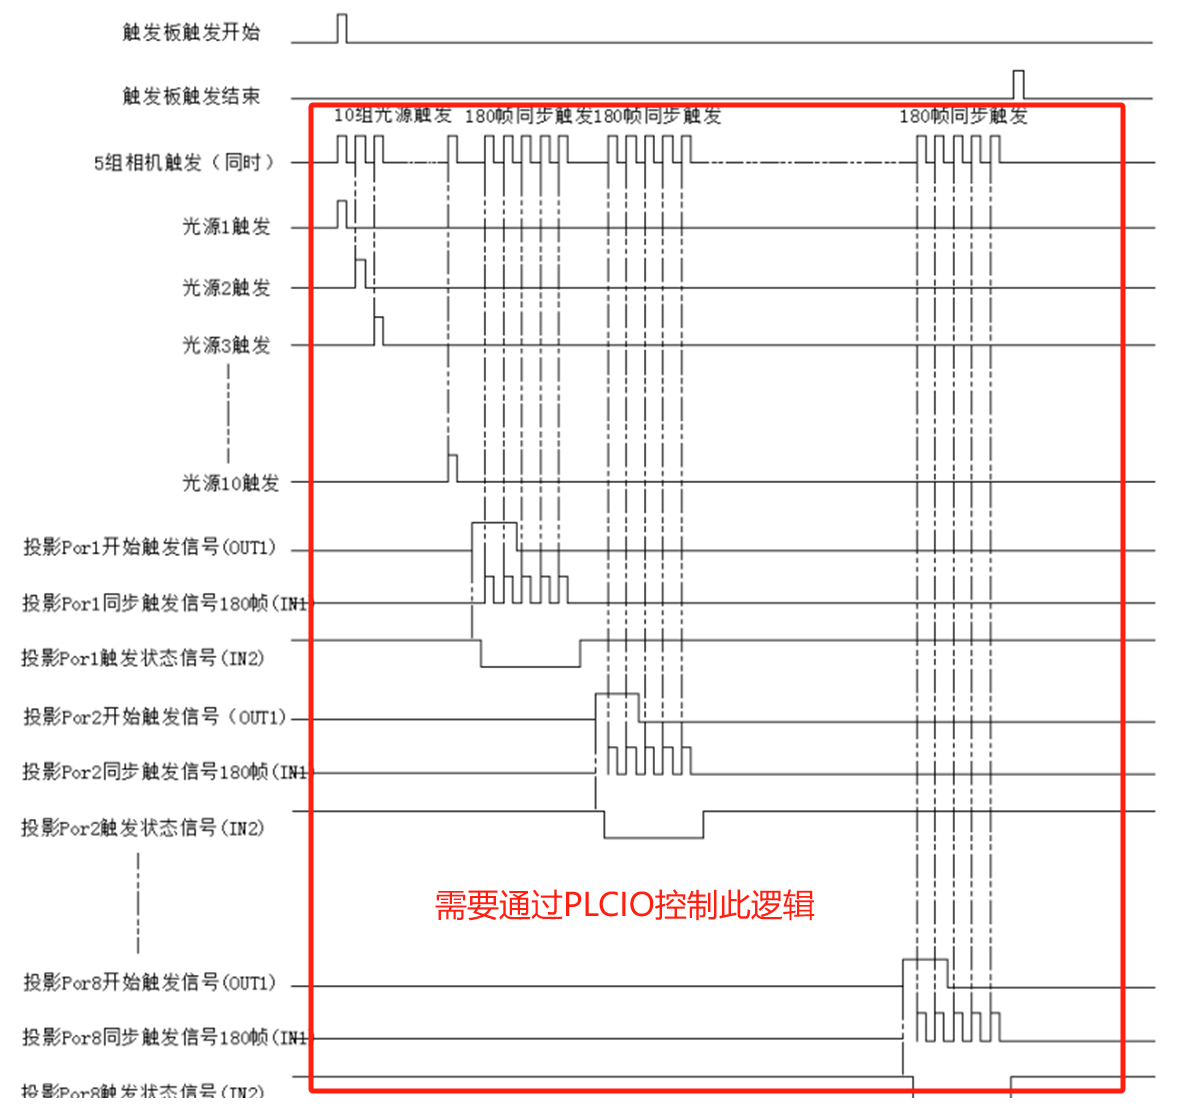 触发板触发开始
触发板触发结束
10组光源触发 180帧同步触发180帧同步触发 180帧同步触发
5组相机触发（同时）
光源1触发
光源2触发
光源3触发
光源10触发
投影Por1开始触发信号(OUT1)
投影Por1同步触发信号180帧(IN1)
投影Por1触发状态信号(IN2)
投影Por2开始触发信号（OUT1)
投影Por2同步触发信号180帧(IN1)
投影Por2触发状态信号(IN2)
需要通过PLCIO控制此逻辑
投影Por8开始触发信号(OUT1)
投影Por8同步触发信号180帧(IN1)
投影Por8触发状态信号(IN2)